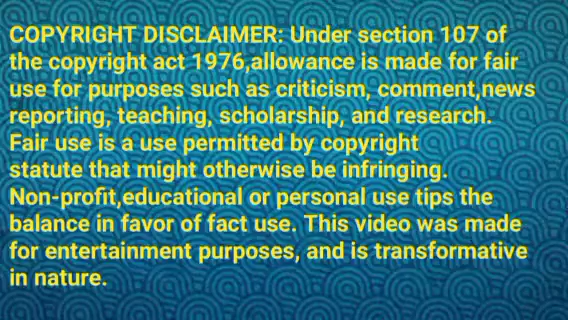 COPYRIGHT DISCLAIMER: Under section 107 of
the copyright act 1976,allowance is made for fair
use for purposes such as criticism, comment,news
reporting, teaching, scholarship, and research.
Fair use is a use permitted by copyright
statute that might otherwise be infringing.
Non-profit,educational or personal use tips the
balance in favor of fact use. This video was made
for entertainment purposes, and is transformative
in nature.